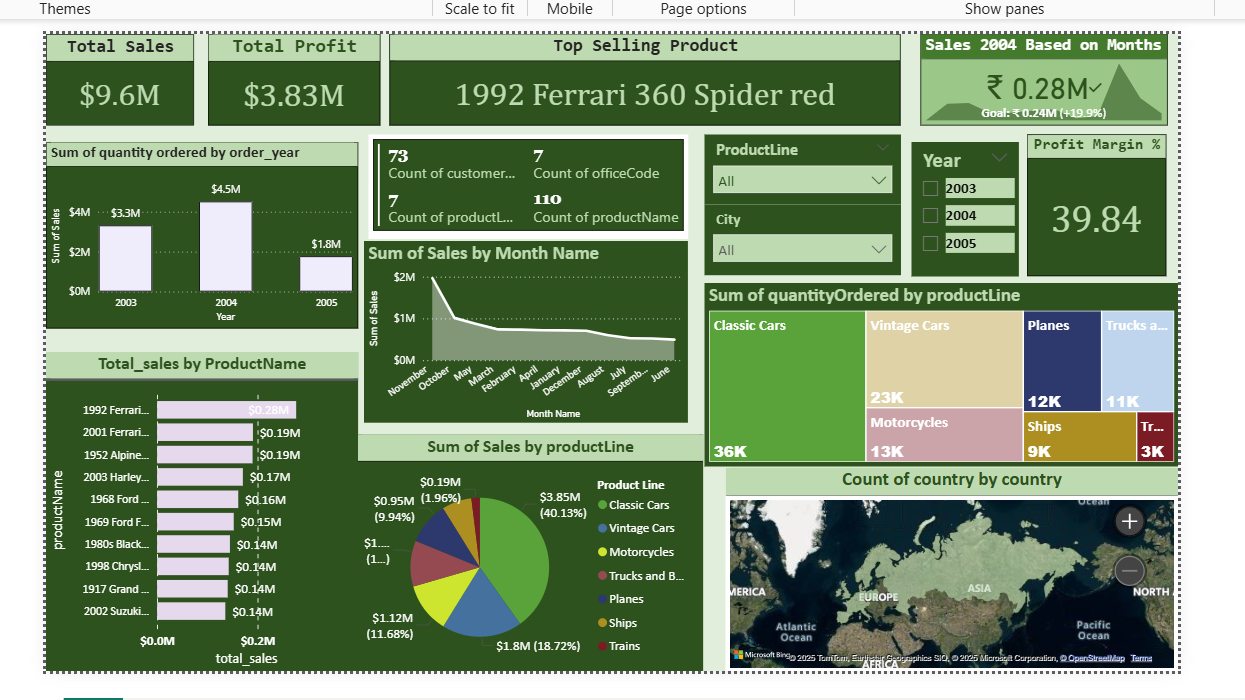 Themes
Scale to fit
Mobile
Page options
Show panes
Total Sales
$9.6M
Total Profit
$3.83M
Top Selling Product
1992 Ferrari 360 Spider red
Sales 2004 Based on Months
₹ 0.28M
Goal: ₹ 0.24M (+19.9%)
Sum of quantity ordered by order_year
Sum of Sales
$4M
$2M
$0M
$3.3M
$4.5M
$1.8M
2003
2004
2005
Year
73
Count of customer...
7
Count of officeCode
7
Count of productL...
110
Count of productName
ProductLine
All
City
All
Year
2003
2004
2005
Profit Margin %
39.84
Sum of Sales by Month Name
Sum of Sales
$2M
$1M
$0M
November
October
May
March
February
April
January
December
August
July
Septemb...
June
Month Name
Sum of quantityOrdered by productLine
Classic Cars
36K
Vintage Cars
23K
Motorcycles
13K
Planes
12K
Trucks a...
11K
Ships
9K
Tr...
3K
Total_sales by ProductName
productName
1992 Ferrari...
$0.28M
2001 Ferrari...
$0.19M
1952 Alpine...
$0.19M
2003 Harley...
$0.17M
1968 Ford ...
$0.16M
1969 Ford F...
$0.15M
1980s Black...
$0.14M
1998 Chrysl...
$0.14M
1917 Grand ...
$0.14M
2002 Suzuki...
$0.14M
$0.0M
$0.2M
total_sales
Sum of Sales by productLine
$0.19M
(1.96%)
$0.95M
(9.94%)
$1....
(1...)
$1.12M
(11.68%)
$3.85M
(40.13%)
$1.8M (18.72%)
Product Line
Classic Cars
Vintage Cars
Motorcycles
Trucks and B...
Planes
Ships
Trains
Count of country by country
Ocean
MERICA
EUROPE
ASIA
NORTH
Atlantic
Ocean
Pacific
Ocean
AFRICA
Microsoft Bing
© 2025 TomTom, Earthstar Geographics SIO, © 2025 Microsoft Corporation, © OpenStreetMap Terms